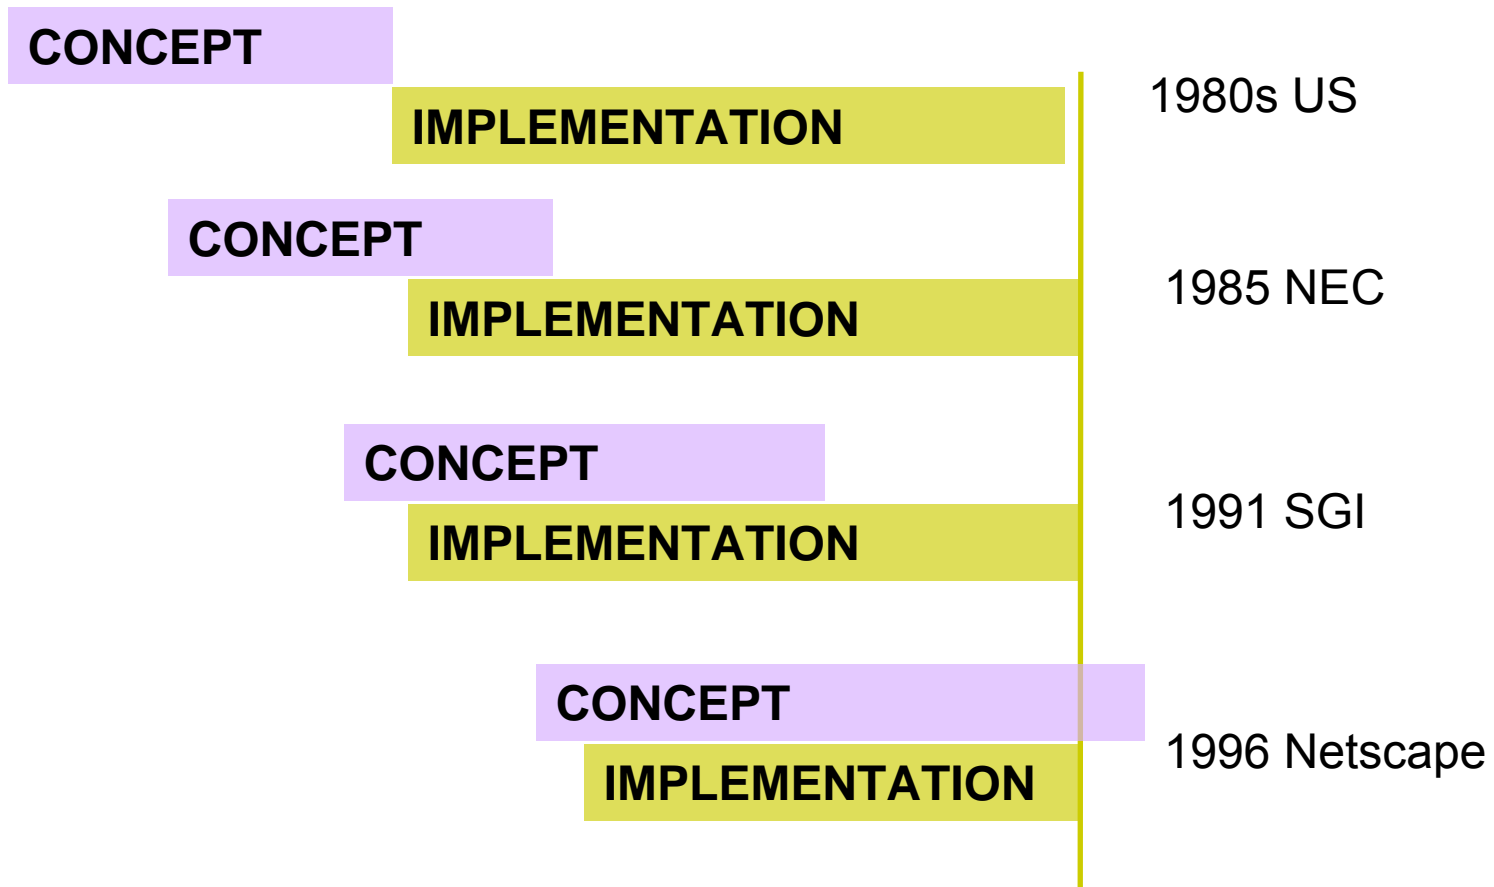 CONCEPT
1980s US
IMPLEMENTATION
CONCEPT
1985 NEC
IMPLEMENTATION
CONCEPT
1991 SGI
IMPLEMENTATION
CONCEPT
1996 Netscape
IMPLEMENTATION